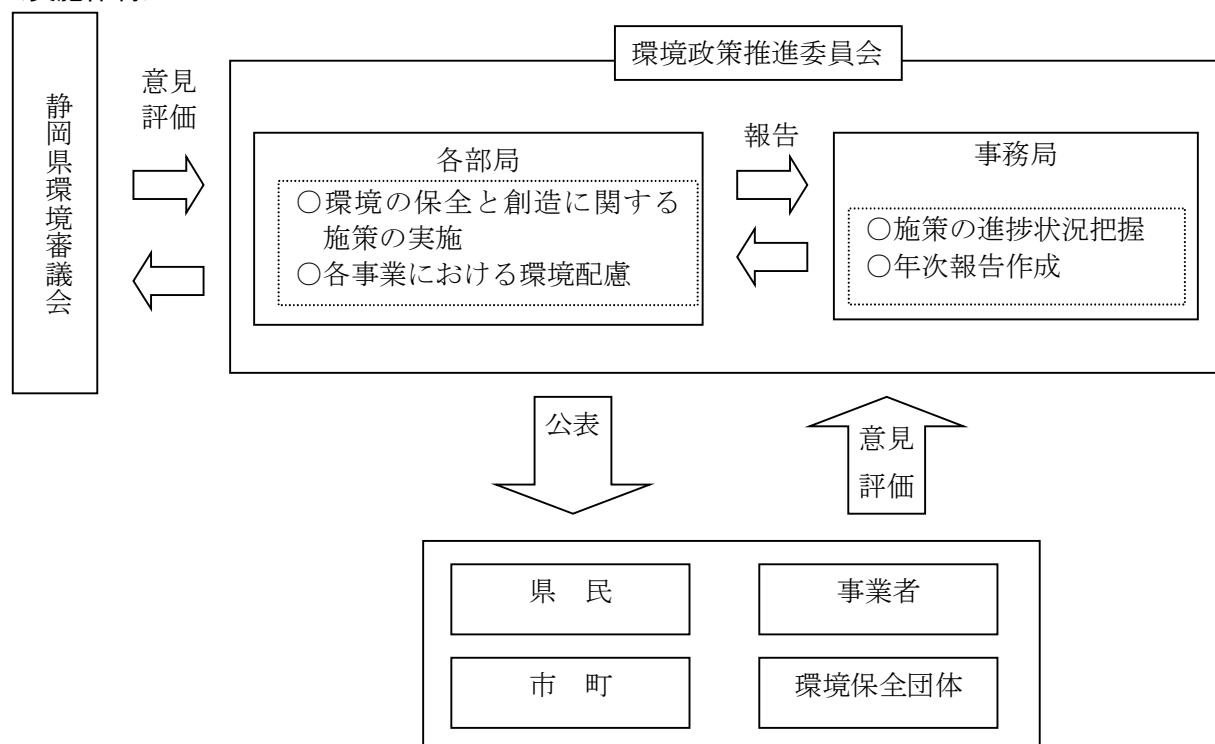 環境政策推進委員会
静岡県環境審議会
意見
評価
各部局
○環境の保全と創造に関する
施策の実施
○各事業における環境配慮
報告
事務局
○施策の進捗状況把握
○年次報告作成
公表
意見
評価
県 民
事業者
市 町
環境保全団体